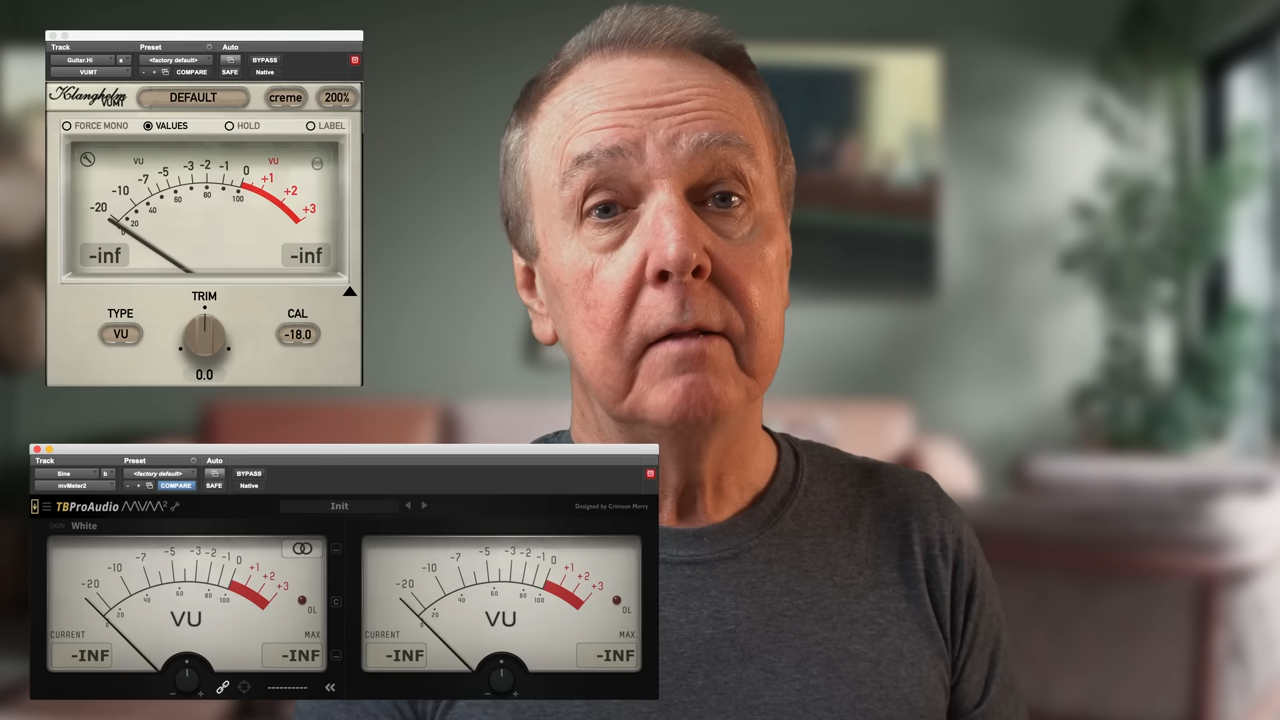 Track Preset Auto
Guitar.Hi a <factory default> BYPASS
VUMT - + COMPARE SAFE Native
Klanghelm VUMT DEFAULT creme 200%
FORCE MONO VALUES HOLD LABEL
VU VU
-20 -10 -7 -5 -3 -2 -1 0 +1 +2 +3
0 20 40 60 80 100
-inf -inf
TRIM
TYPE CAL
VU -18.0
0.0
Track Preset Auto
Sine b <factory default> BYPASS
mvMeter2 - + COMPARE SAFE Native
TBProAudio MVM2 Init Designed by Crimson Merry
SKIN White
-20 -10 -7 -5 -3 -2 -1 0 +1 +2 +3
20 40 60 80 100
OL
VU
C
CURRENT MAX.
-INF -INF
- + ----------
-20 -10 -7 -5 -3 -2 -1 0 +1 +2 +3
20 40 60 80 100
OL
VU
CURRENT MAX.
-INF -INF
- +